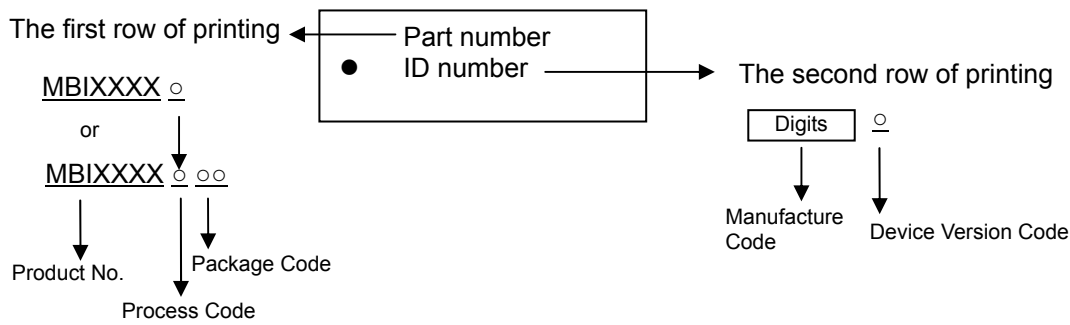 The first row of printing
Part number
ID number
The second row of printing
MBIXXXX ○
or
MBIXXXX ○ ○○
Product No.
Package Code
Process Code
Digits ○
Manufacture
Code
Device Version Code